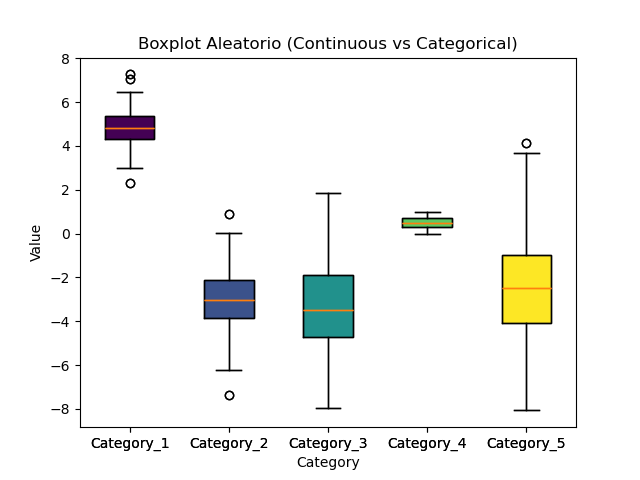 Boxplot Aleatorio (Continuous vs Categorical)
8
6
4
2
0
−2
−4
−6
−8
Value
Category_1 Category_2 Category_3 Category_4 Category_5
Category